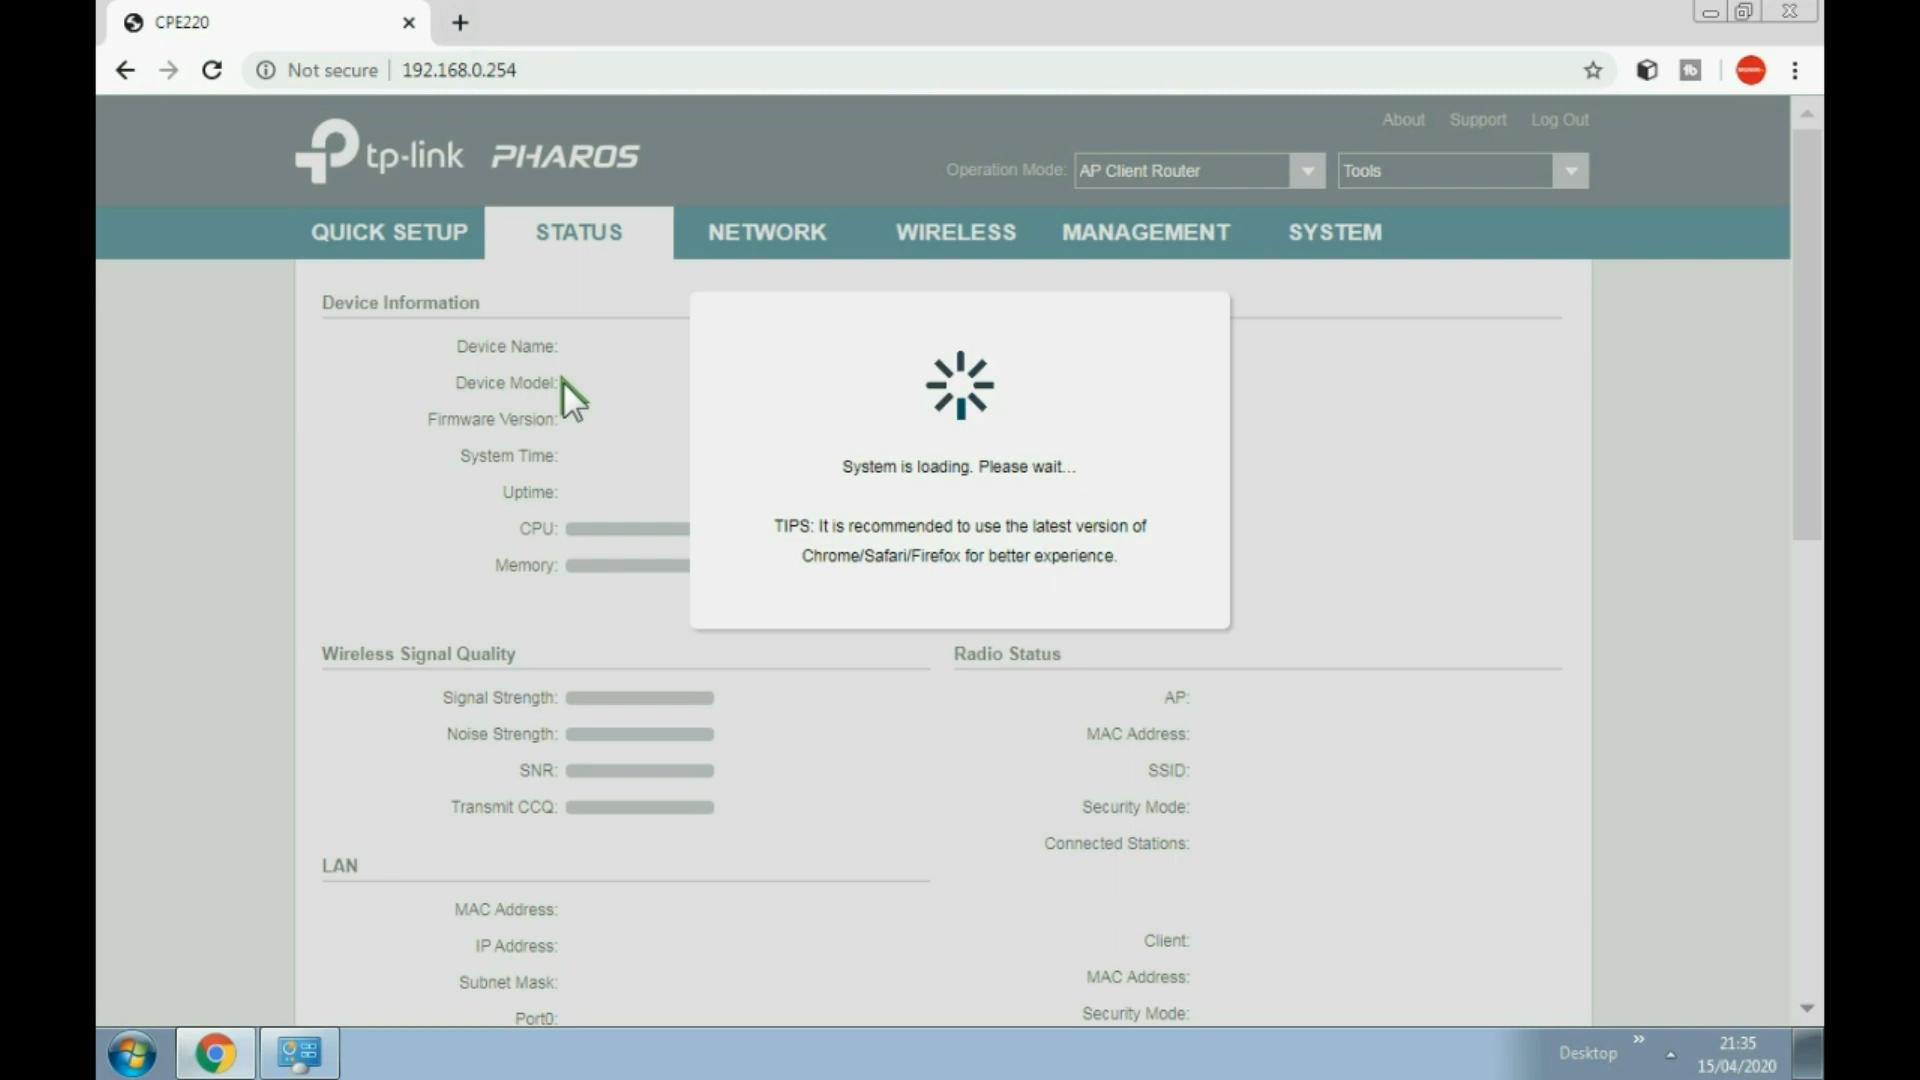 CPE220
Not secure 192.168.0.254
About Support Log Out
tp-link PHAROS
Operation Mode: AP Client Router Tools
QUICK SETUP STATUS NETWORK WIRELESS MANAGEMENT SYSTEM
Device Information
Device Name:
Device Model:
Firmware Version:
System Time:
Uptime:
CPU:
Memory:
System is loading. Please wait...
TIPS: It is recommended to use the latest version of
Chrome/Safari/Firefox for better experience.
Wireless Signal Quality
Signal Strength:
Noise Strength:
SNR:
Transmit CCQ:
Radio Status
AP:
MAC Address:
SSID:
Security Mode:
Connected Stations:
LAN
MAC Address:
IP Address:
Subnet Mask:
Port0:
Client:
MAC Address:
Security Mode:
Desktop
21:35
15/04/2020